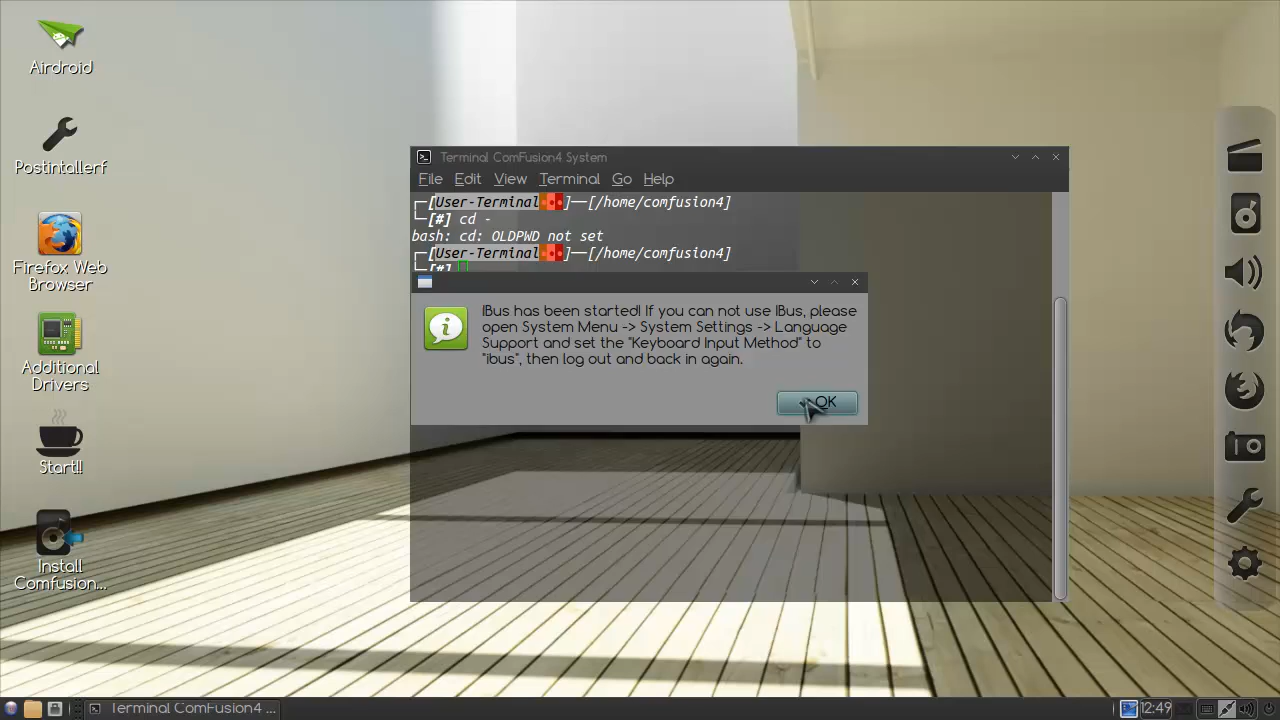 Airdroid
Postintallerf
Firefox Web
Browser
Additional
Drivers
Start!!
Install
Comfusion...
Terminal ComFusion4 System
File Edit View Terminal Go Help
┌─[User-Terminal•••]──[/home/comfusion4]
└─[#] cd -
bash: cd: OLDPWD not set
┌─[User-Terminal•••]──[/home/comfusion4]
└─[#]
IBus has been started! If you can not use IBus, please
open System Menu -> System Settings -> Language
Support and set the "Keyboard Input Method" to
"ibus", then log out and back in again.
OK
Terminal ComFusion4 ...
12:49